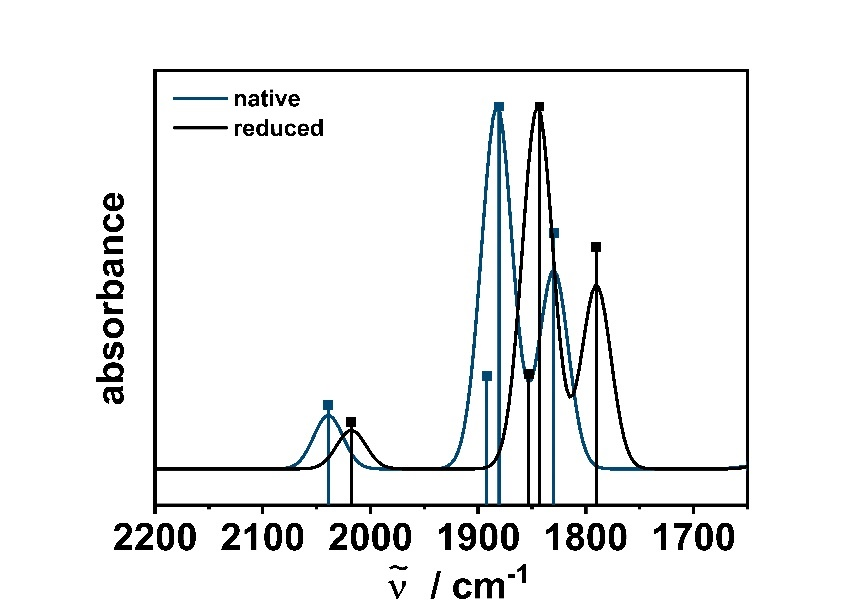 native
reduced
absorbance
2200 2100 2000 1900 1800 1700
ν̃ / cm⁻¹